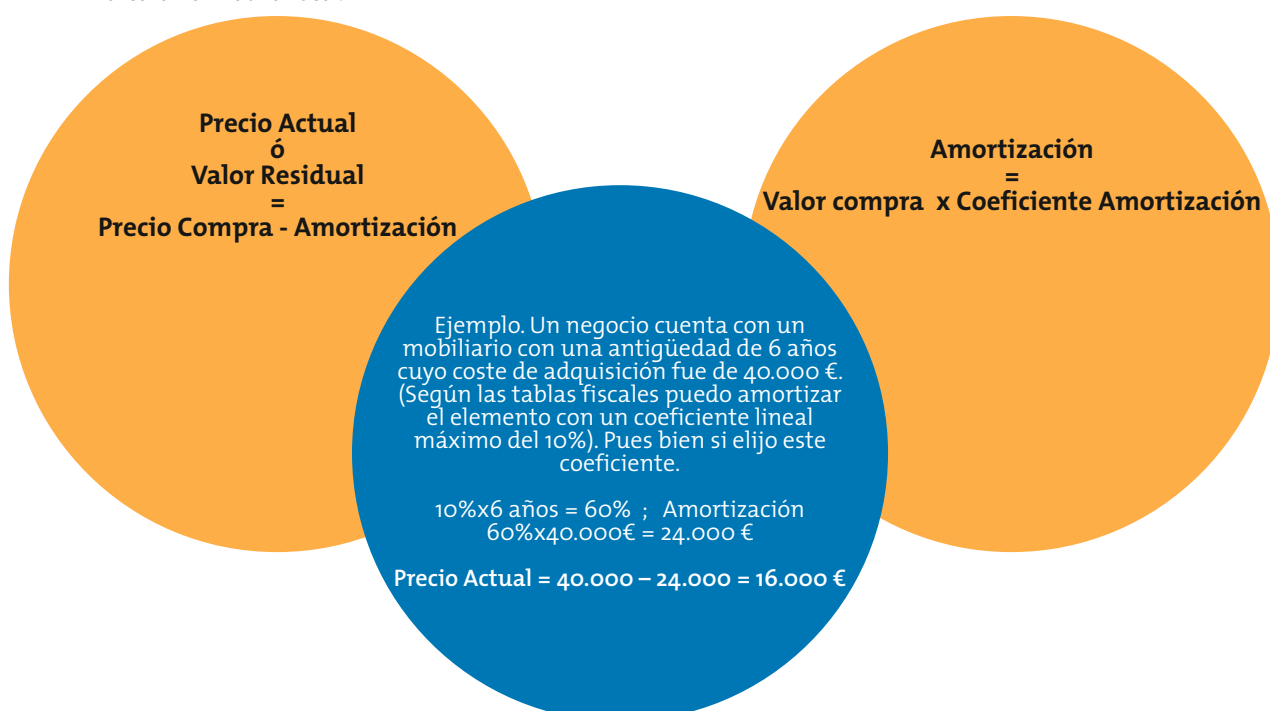 Precio Actual
ó
Valor Residual
=
Precio Compra - Amortización
Amortización
=
Valor compra x Coeficiente Amortización
Ejemplo. Un negocio cuenta con un
mobiliario con una antigüedad de 6 años
cuyo coste de adquisición fue de 40.000 €.
(Según las tablas fiscales puedo amortizar
el elemento con un coeficiente lineal
máximo del 10%). Pues bien si elijo este
coeficiente.
10%x6 años = 60% ; Amortización
60%x40.000€ = 24.000 €
Precio Actual = 40.000 – 24.000 = 16.000 €